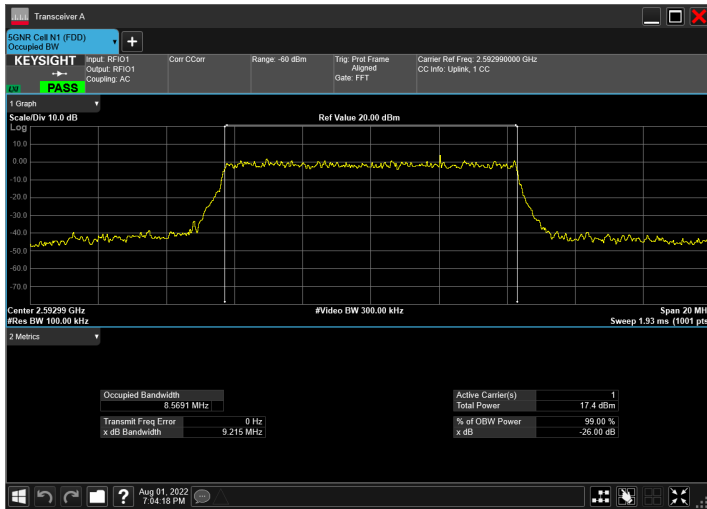 Transceiver A
5GNR Cell N1 (FDD)
Occupied BW
KEYSIGHT
LXI
PASS
Input: RFIO1
Output: RFIO1
Coupling: AC
Corr CCorr
Range: -60 dBm
Trig: Prot Frame
Aligned
Gate: FFT
Carrier Ref Freq: 2.592990000 GHz
CC Info: Uplink, 1 CC
1 Graph
Scale/Div 10.0 dB
Ref Value 20.00 dBm
Log
10.0
0.00
-10.0
-20.0
-30.0
-40.0
-50.0
-60.0
-70.0
Center 2.59299 GHz
#Video BW 300.00 kHz
Span 20 MH
#Res BW 100.00 kHz
Sweep 1.93 ms (1001 pts
2 Metrics
Occupied Bandwidth
8.5691 MHz
Transmit Freq Error 0 Hz
x dB Bandwidth 9.215 MHz
Active Carrier(s) 1
Total Power 17.4 dBm
% of OBW Power 99.00 %
x dB -26.00 dB
?
Aug 01, 2022
7:04:18 PM